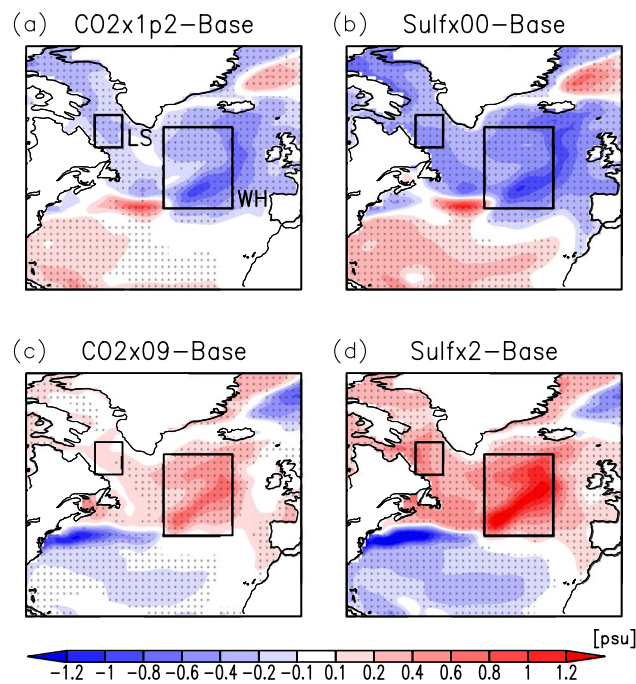 (a) CO2x1p2−Base
(b) Sulfx00−Base
LS
WH
(c) CO2x09−Base
(d) Sulfx2−Base
[psu]
−1.2 −1 −0.8 −0.6 −0.4 −0.2 −0.1 0.1 0.2 0.4 0.6 0.8 1 1.2